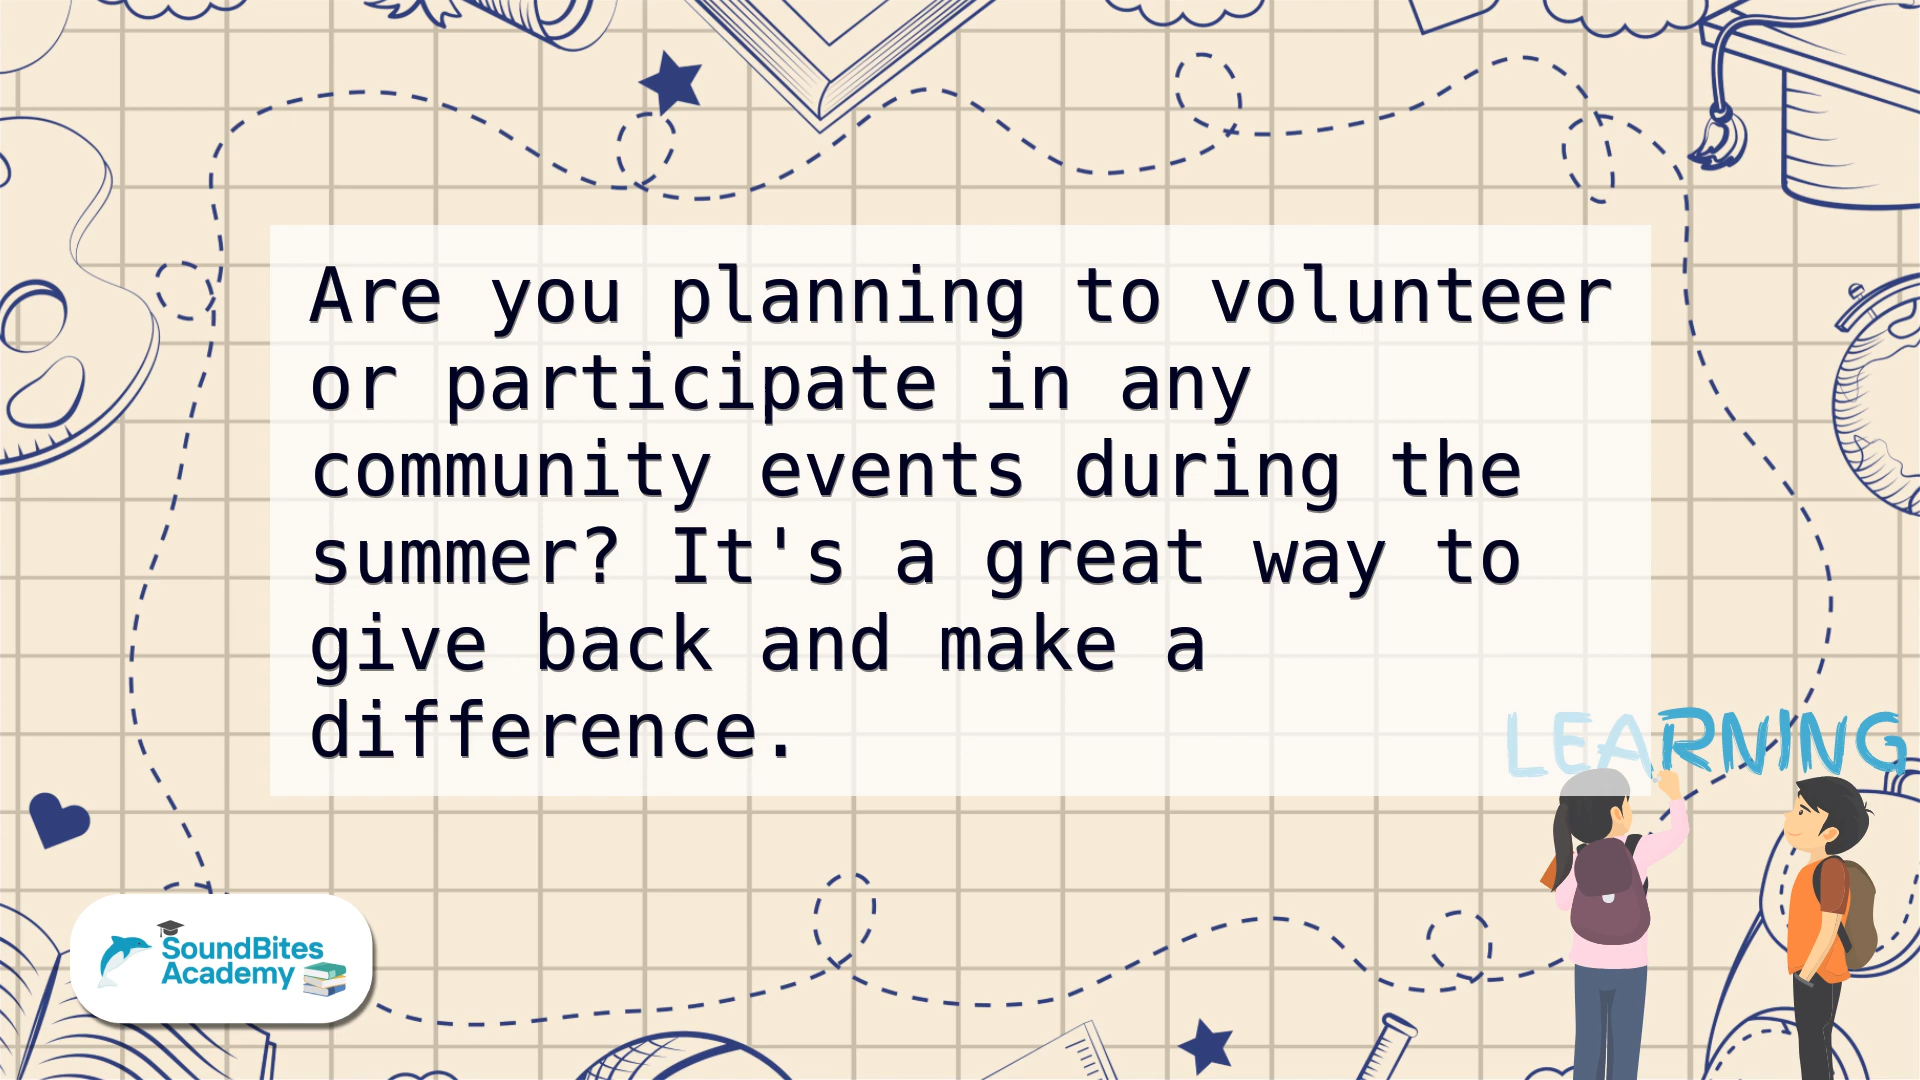 Are you planning to volunteer
or participate in any
community events during the
summer? It's a great way to
give back and make a
difference.
LEARNING
SoundBites
Academy